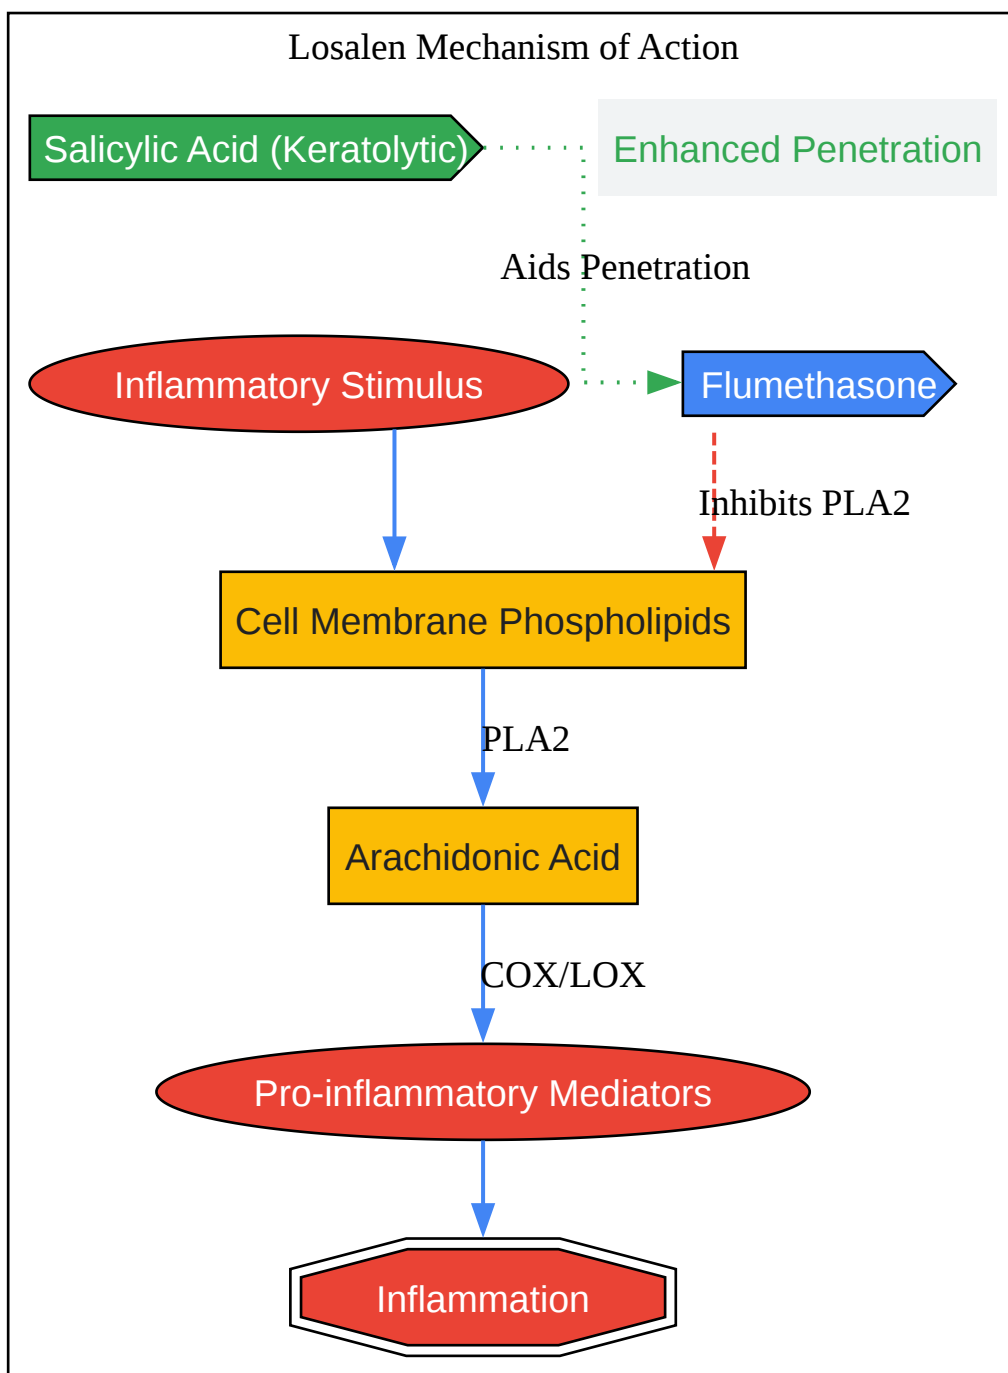 Losalen Mechanism of Action
Salicylic Acid (Keratolytic)
Enhanced Penetration
Aids Penetration
Inflammatory Stimulus
Flumethasone
Inhibits PLA2
Cell Membrane Phospholipids
PLA2
Arachidonic Acid
COX/LOX
Pro-inflammatory Mediators
Inflammation